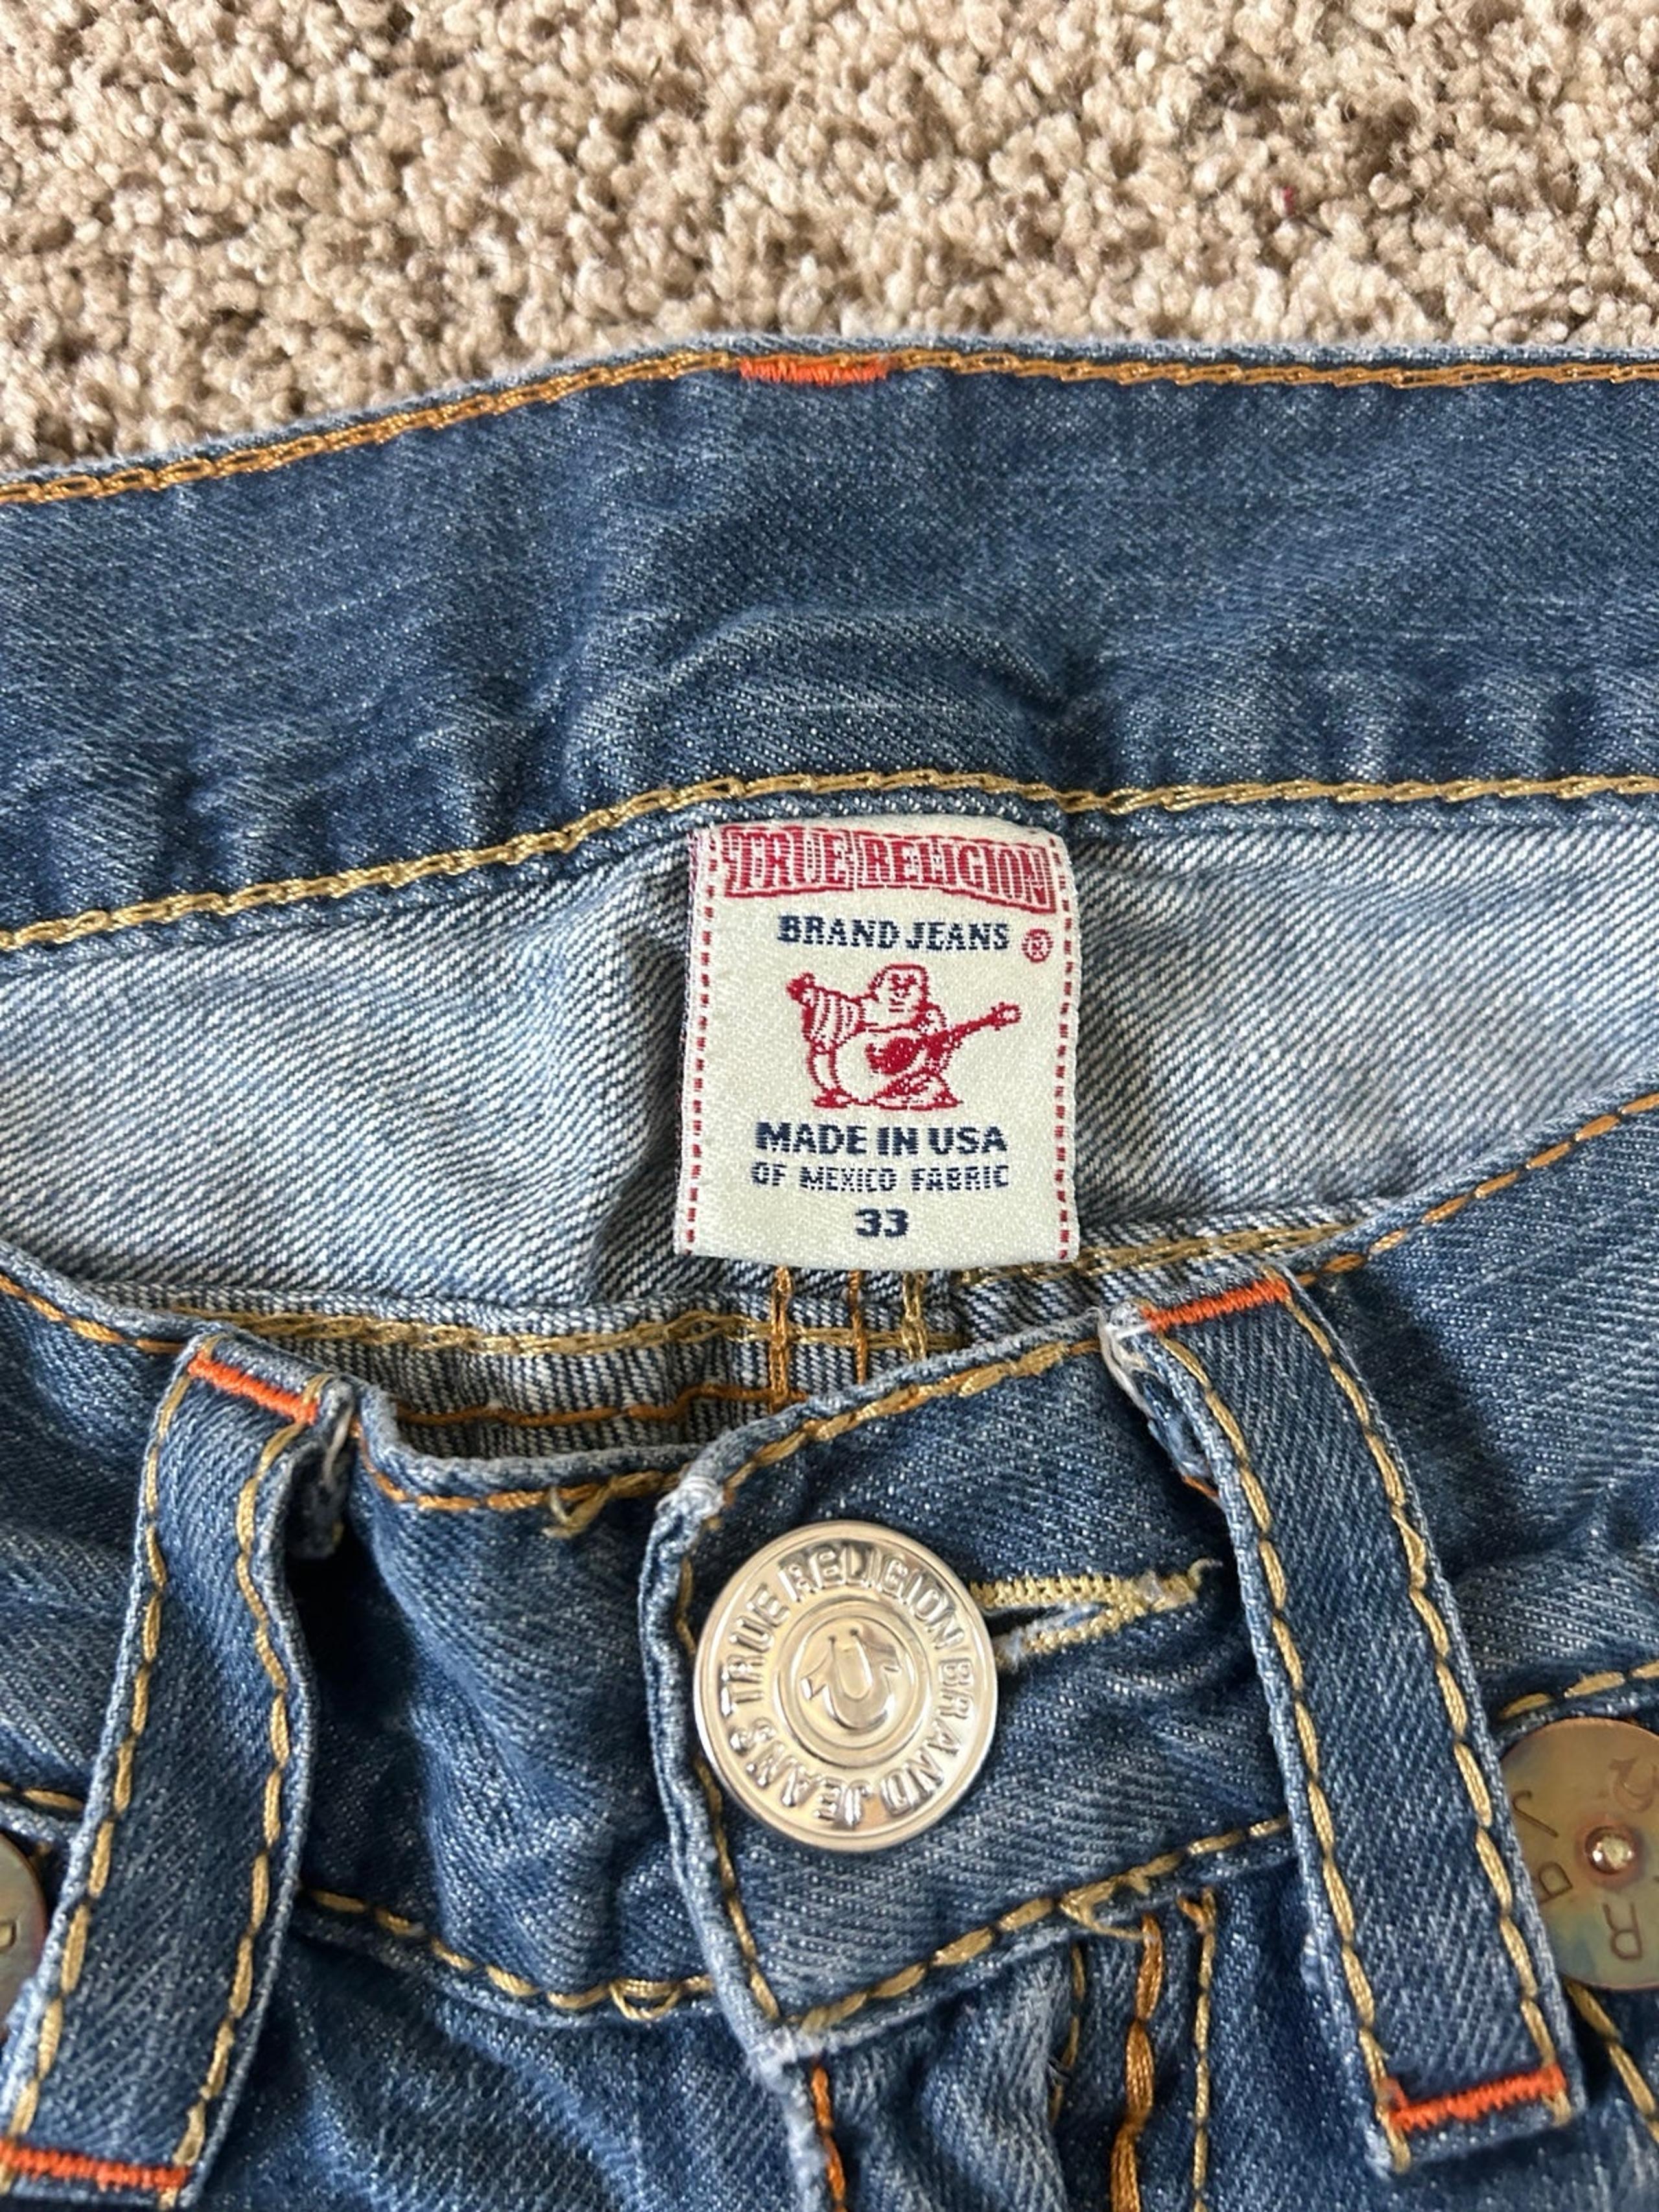 TRUE RELIGION
BRAND JEANS ®
MADE IN USA
OF MEXICO FABRIC
33
TRUE RELIGION BRAND JEANS